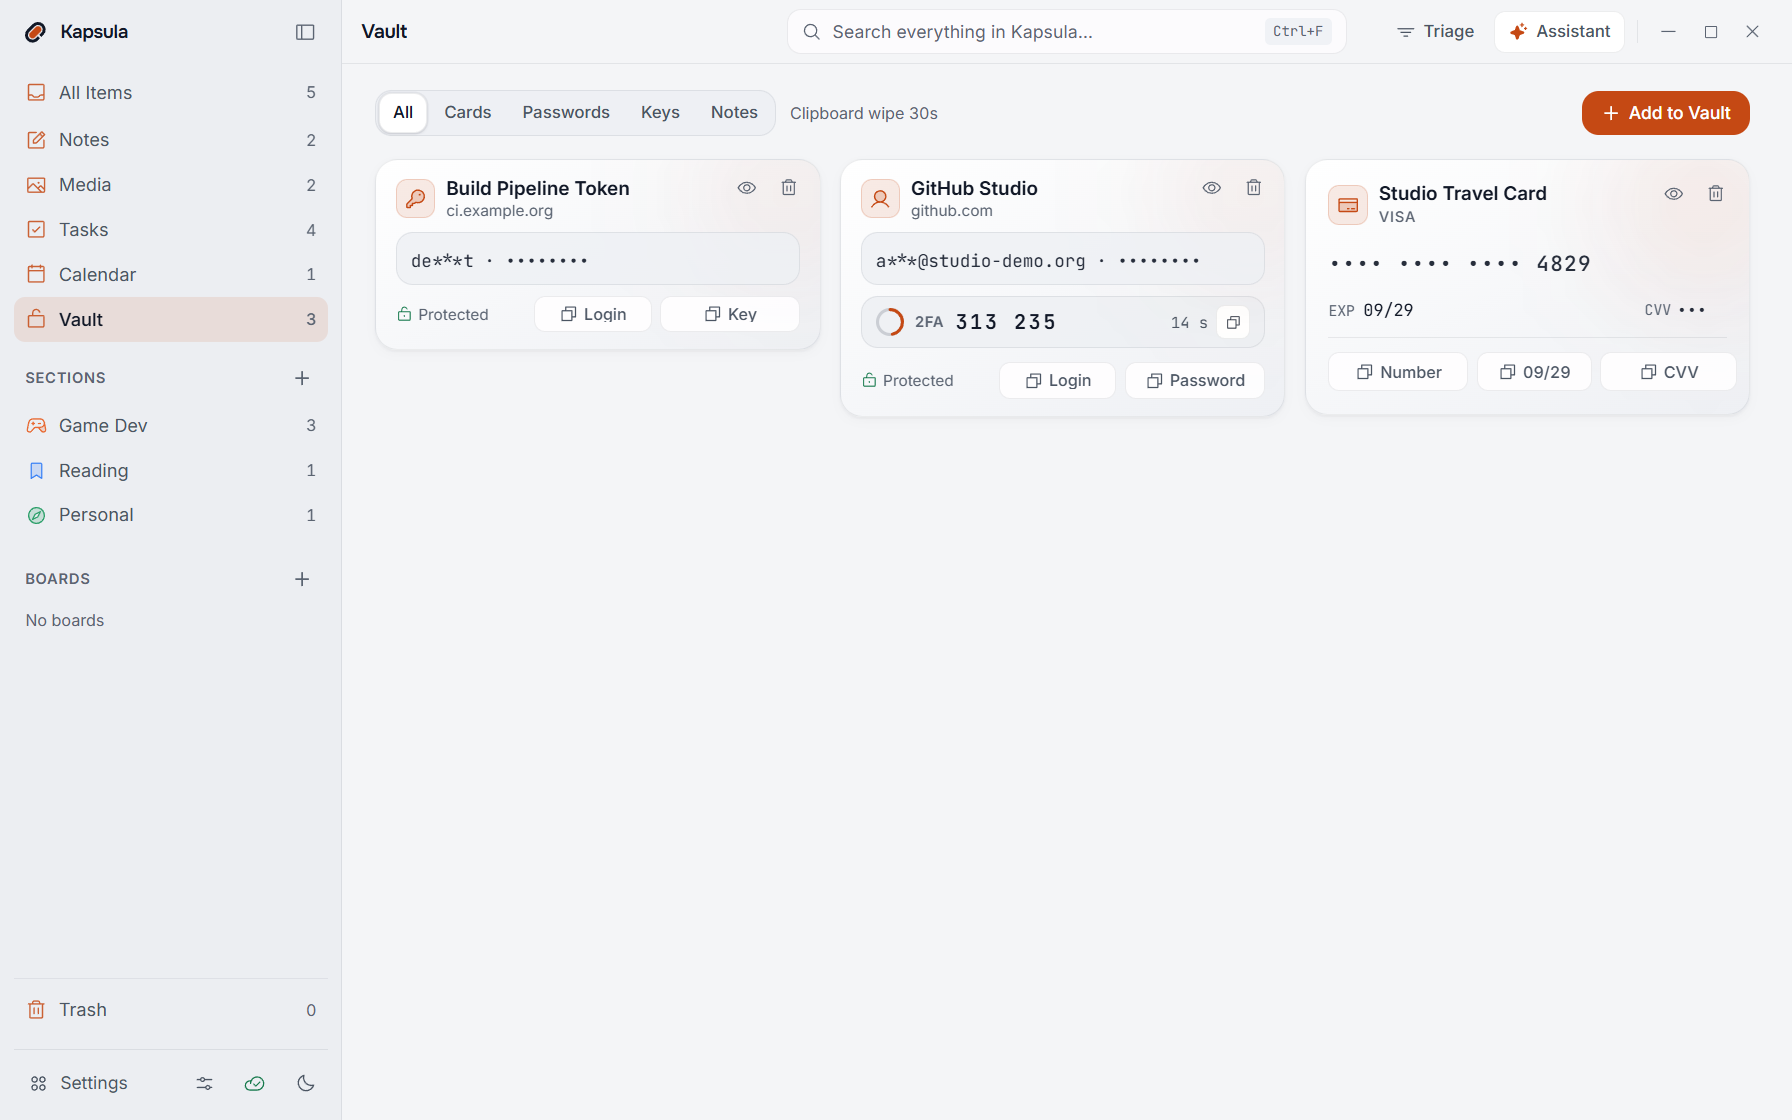 Kapsula
All Items 5
Notes 2
Media 2
Tasks 4
Calendar 1
Vault 3
SECTIONS
Game Dev 3
Reading 1
Personal 1
BOARDS
No boards
Trash 0
Settings
Vault
Search everything in Kapsula... Ctrl+F
Triage
Assistant
All Cards Passwords Keys Notes
Clipboard wipe 30s
Add to Vault
Build Pipeline Token
ci.example.org
de***t · ••••••••
Protected
Login
Key
GitHub Studio
github.com
a***@studio-demo.org · ••••••••
2FA 313 235 14 s
Protected
Login
Password
Studio Travel Card
VISA
•••• •••• •••• 4829
EXP 09/29
CVV •••
Number
09/29
CVV